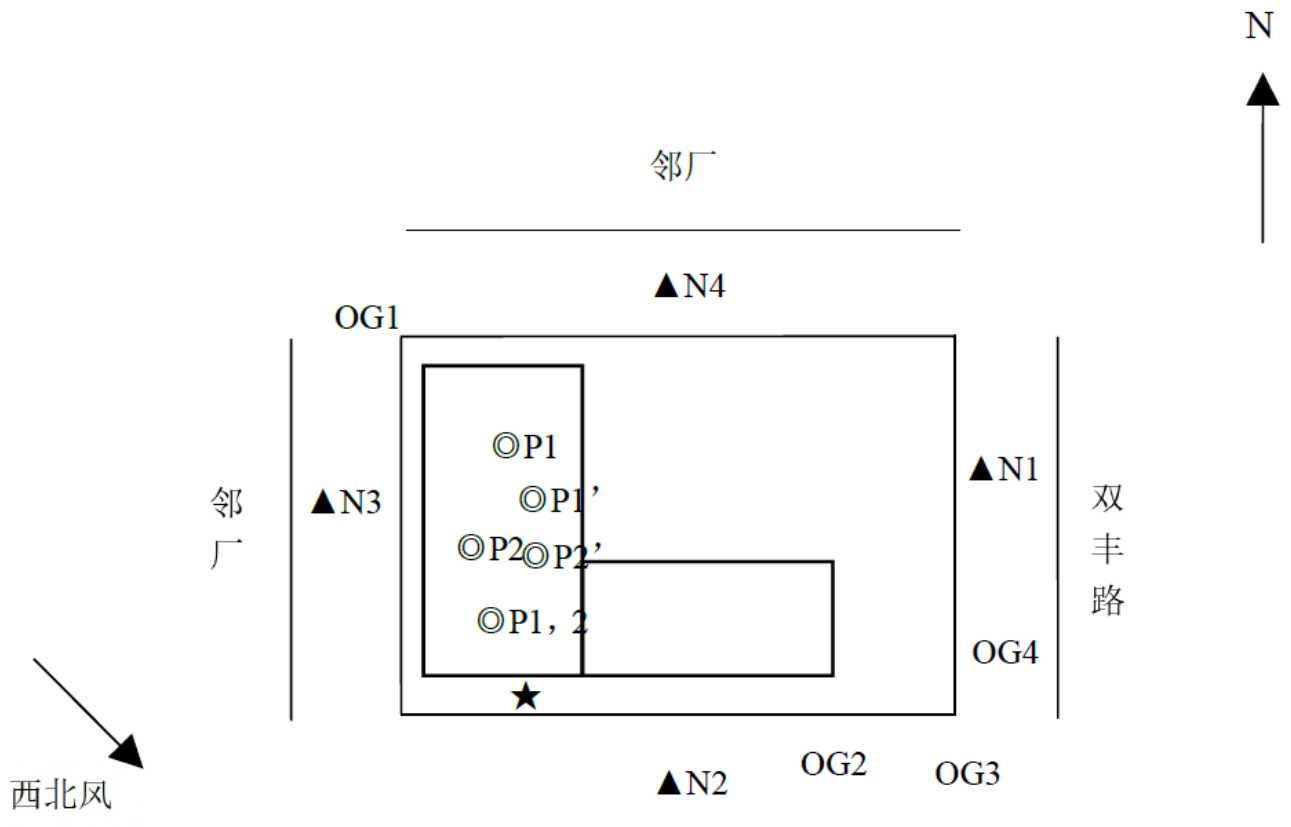 N
邻厂
▲N4
OG1
◎P1
▲N1
◎P1’
邻厂
▲N3
双丰路
◎P2
◎P2’
◎P1，2
OG4
★
OG2
OG3
▲N2
西北风